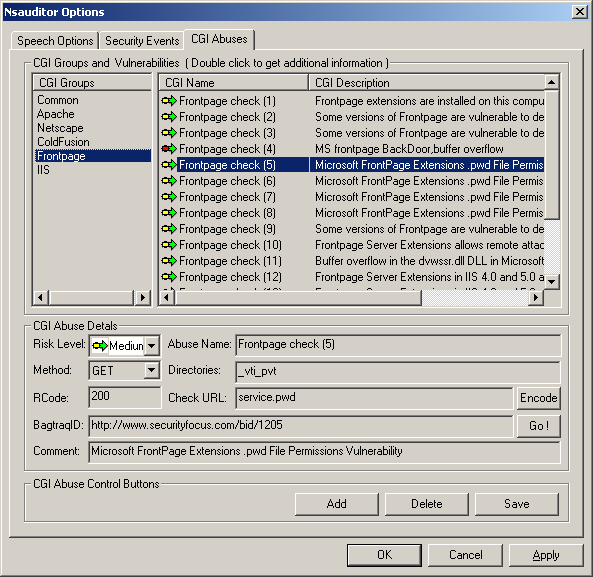 Nsauditor Options
Speech Options Security Events CGI Abuses
CGI Groups and Vulnerabilities ( Double click to get additional information )
CGI Groups
Common
Apache
Netscape
ColdFusion
Frontpage
IIS
CGI Name CGI Description
Frontpage check (1) Frontpage extensions are installed on this compu
Frontpage check (2) Some versions of Frontpage are vulnerable to de
Frontpage check (3) Some versions of Frontpage are vulnerable to de
Frontpage check (4) MS frontpage BackDoor,buffer overflow
Frontpage check (5) Microsoft FrontPage Extensions .pwd File Permis
Frontpage check (6) Microsoft FrontPage Extensions .pwd File Permis
Frontpage check (7) Microsoft FrontPage Extensions .pwd File Permis
Frontpage check (8) Microsoft FrontPage Extensions .pwd File Permis
Frontpage check (9) Some versions of Frontpage are vulnerable to de
Frontpage check (10) Frontpage Server Extensions allows remote attac
Frontpage check (11) Buffer overflow in the dvwssr.dll DLL in Microsoft
Frontpage check (12) Frontpage Server Extensions in IIS 4.0 and 5.0 a
CGI Abuse Detals
Risk Level: Medium Abuse Name: Frontpage check (5)
Method: GET Directories: _vti_pvt
RCode: 200 Check URL: service.pwd Encode
BagtraqID: http://www.securityfocus.com/bid/1205 Go !
Comment: Microsoft FrontPage Extensions .pwd File Permissions Vulnerability
CGI Abuse Control Buttons
Add Delete Save
OK Cancel Apply